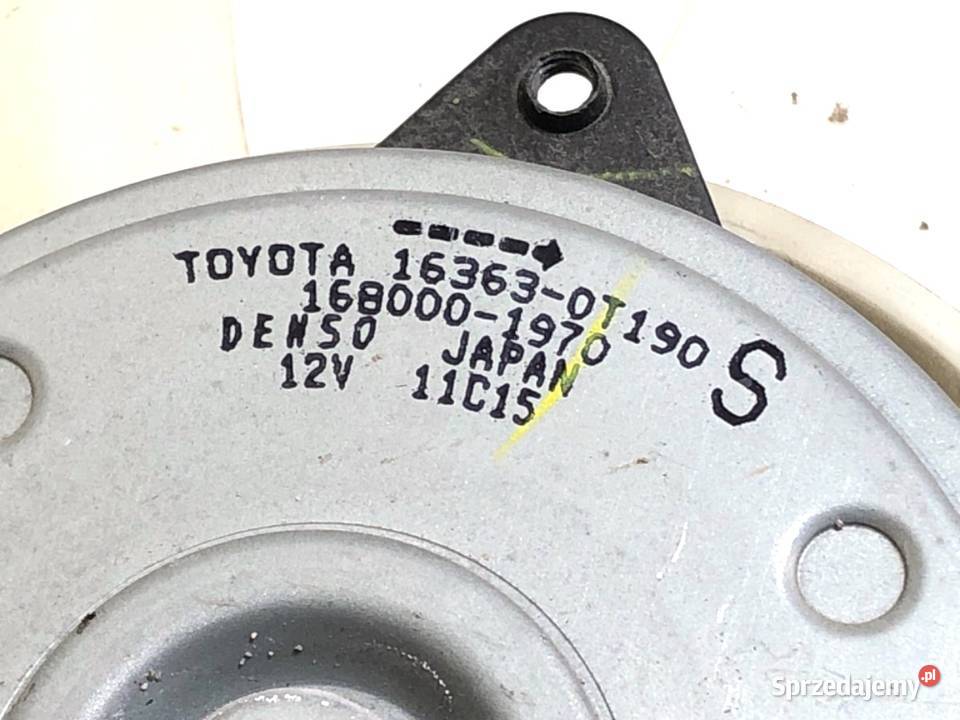 TOYOTA 16363-0T190 S
168000-1970
DENSO JAPAN
12V 11C15
Sprzedajemy.pl